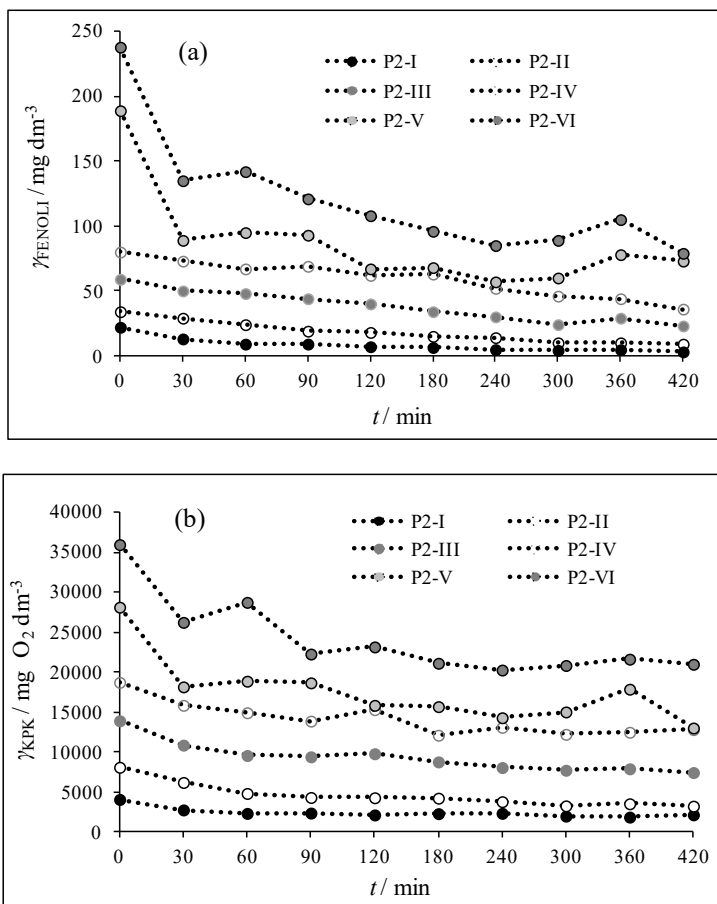 (a)
P2-I
P2-II
P2-III
P2-IV
P2-V
P2-VI
250
200
150
100
50
0
γFENOLI / mg dm-3
0 30 60 90 120 180 240 300 360 420
t / min
(b)
P2-I
P2-II
P2-III
P2-IV
P2-V
P2-VI
40000
35000
30000
25000
20000
15000
10000
5000
0
γKPK / mg O2 dm-3
0 30 60 90 120 180 240 300 360 420
t / min